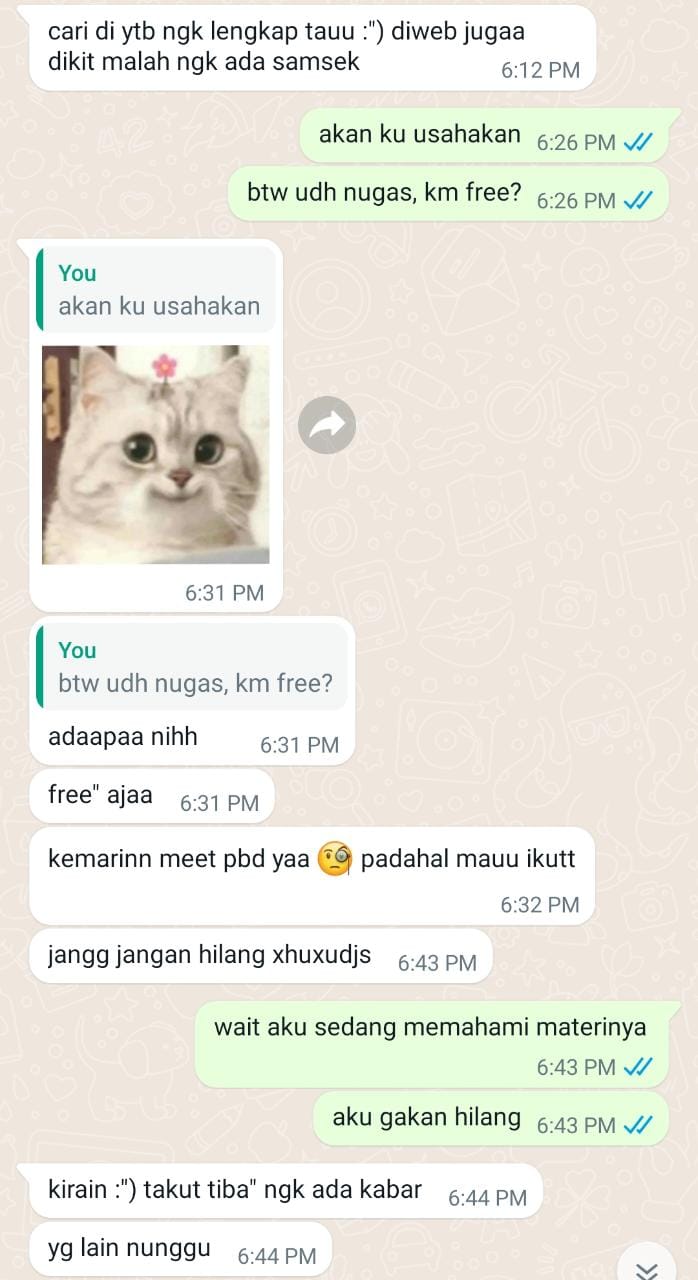 cari di ytb ngk lengkap tauu :") diweb jugaa
dikit malah ngk ada samsek
6:12 PM
akan ku usahakan 6:26 PM
btw udh nugas, km free? 6:26 PM
You
akan ku usahakan
6:31 PM
You
btw udh nugas, km free?
adaapaa nihh 6:31 PM
free" ajaa 6:31 PM
kemarinn meet pbd yaa 🧐 padahal mauu ikutt
6:32 PM
jangg jangan hilang xhuxudjs 6:43 PM
wait aku sedang memahami materinya
6:43 PM
aku gakan hilang 6:43 PM
kirain :") takut tiba" ngk ada kabar 6:44 PM
yg lain nunggu 6:44 PM